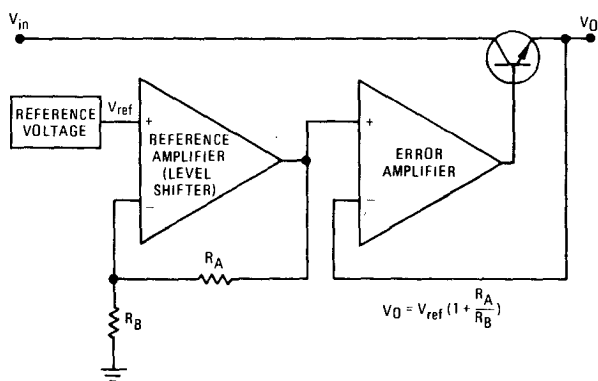 Vin
VO
REFERENCE
VOLTAGE
Vref
+
REFERENCE
AMPLIFIER
(LEVEL
SHIFTER)
−
+
ERROR
AMPLIFIER
−
RA
RB
VO = Vref (1 + RA/RB)